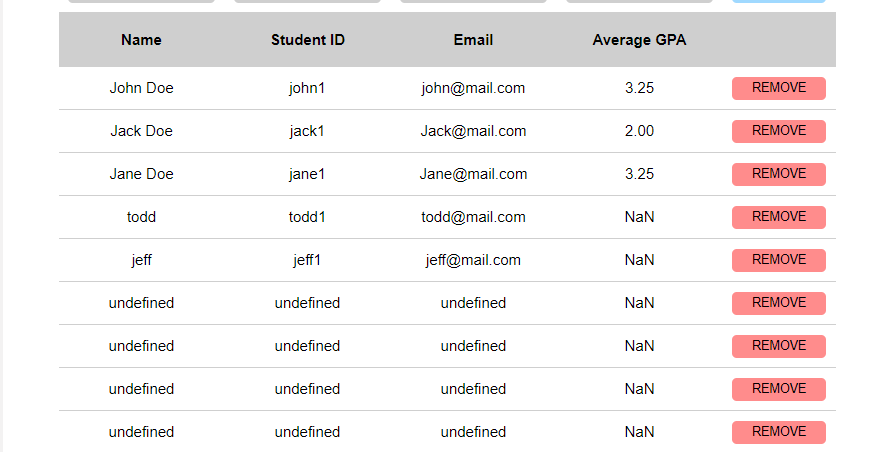 Name Student ID Email Average GPA
John Doe john1 john@mail.com 3.25 REMOVE
Jack Doe jack1 Jack@mail.com 2.00 REMOVE
Jane Doe jane1 Jane@mail.com 3.25 REMOVE
todd todd1 todd@mail.com NaN REMOVE
jeff jeff1 jeff@mail.com NaN REMOVE
undefined undefined undefined NaN REMOVE
undefined undefined undefined NaN REMOVE
undefined undefined undefined NaN REMOVE
undefined undefined undefined NaN REMOVE